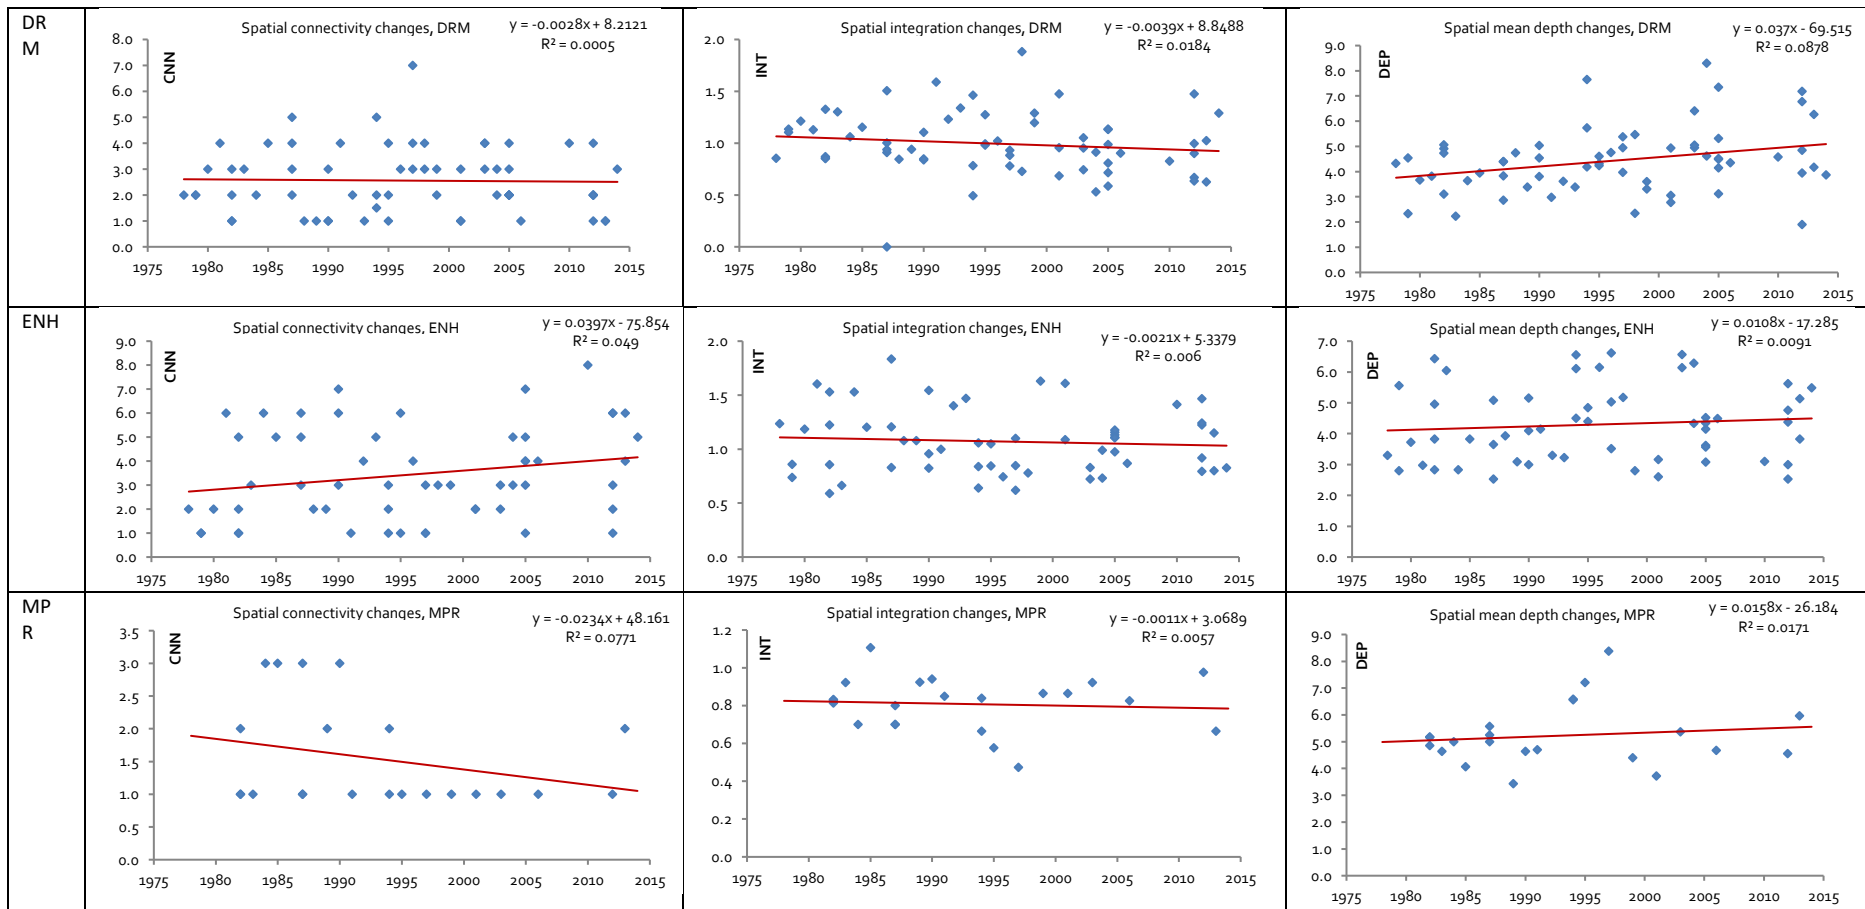 DR
M
Spatial connectivity changes, DRM
y = -0.0028x + 8.2121
R² = 0.0005
CNN
8.0
7.0
6.0
5.0
4.0
3.0
2.0
1.0
0.0
1975 1980 1985 1990 1995 2000 2005 2010 2015
Spatial integration changes, DRM
y = -0.0039x + 8.8488
R² = 0.0184
INT
2.0
1.5
1.0
0.5
0.0
1975 1980 1985 1990 1995 2000 2005 2010 2015
Spatial mean depth changes, DRM
y = 0.037x - 69.515
R² = 0.0878
DEP
9.0
8.0
7.0
6.0
5.0
4.0
3.0
2.0
1.0
0.0
1975 1980 1985 1990 1995 2000 2005 2010 2015
ENH
Spatial connectivity changes, ENH
y = 0.0397x - 75.854
R² = 0.049
CNN
9.0
8.0
7.0
6.0
5.0
4.0
3.0
2.0
1.0
0.0
1975 1980 1985 1990 1995 2000 2005 2010 2015
Spatial integration changes, ENH
y = -0.0021x + 5.3379
R² = 0.006
INT
2.0
1.5
1.0
0.5
0.0
1975 1980 1985 1990 1995 2000 2005 2010 2015
Spatial mean depth changes, ENH
y = 0.0108x - 17.285
R² = 0.0091
DEP
7.0
6.0
5.0
4.0
3.0
2.0
1.0
0.0
1975 1980 1985 1990 1995 2000 2005 2010 2015
MP
R
Spatial connectivity changes, MPR
y = -0.0234x + 48.161
R² = 0.0771
CNN
3.5
3.0
2.5
2.0
1.5
1.0
0.5
0.0
1975 1980 1985 1990 1995 2000 2005 2010 2015
Spatial integration changes, MPR
y = -0.0011x + 3.0689
R² = 0.0057
INT
1.2
1.0
0.8
0.6
0.4
0.2
0.0
1975 1980 1985 1990 1995 2000 2005 2010 2015
Spatial mean depth changes, MPR
y = 0.0158x - 26.184
R² = 0.0171
DEP
9.0
8.0
7.0
6.0
5.0
4.0
3.0
2.0
1.0
0.0
1975 1980 1985 1990 1995 2000 2005 2010 2015